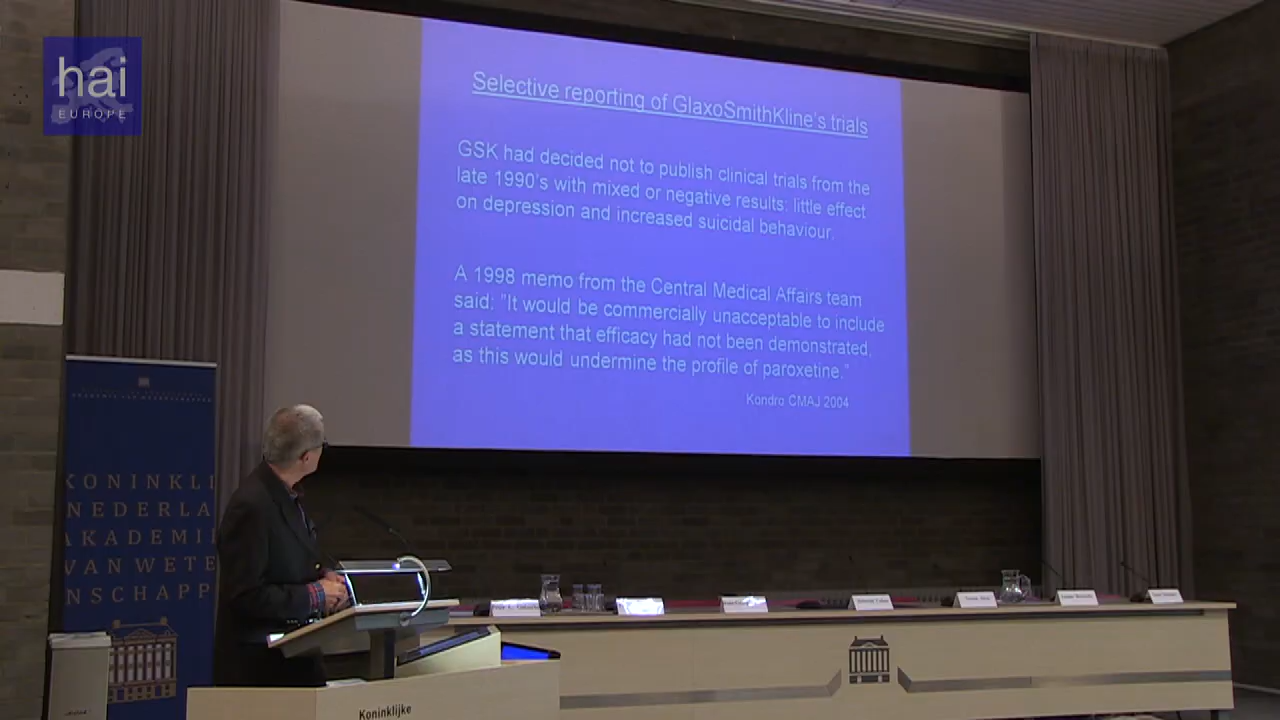 hai
EUROPE
Selective reporting of GlaxoSmithKline's trials
GSK had decided not to publish clinical trials from the
late 1990's with mixed or negative results: little effect
on depression and increased suicidal behaviour.
A 1998 memo from the Central Medical Affairs team
said: "It would be commercially unacceptable to include
a statement that efficacy had not been demonstrated,
as this would undermine the profile of paroxetine."
Kondro CMAJ 2004
KONINKLI
NEDERLA
AKADEMIE
VAN WETE
NSCHAPP
Koninklijke